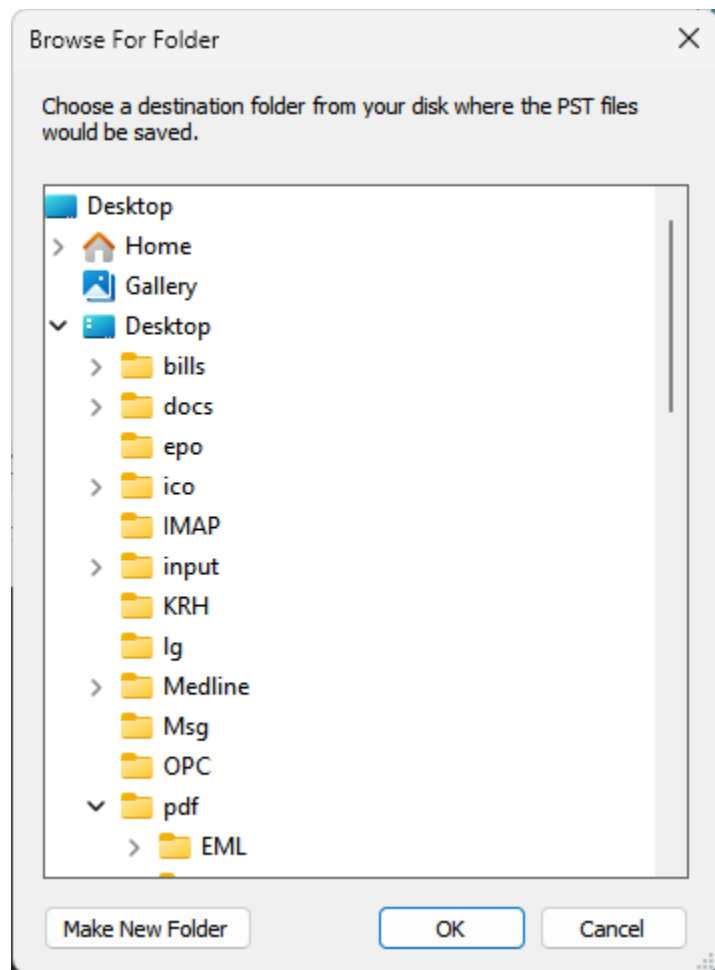 Browse For Folder
Choose a destination folder from your disk where the PST files
would be saved.
Desktop
Home
Gallery
Desktop
bills
docs
epo
ico
IMAP
input
KRH
lg
Medline
Msg
OPC
pdf
EML
Make New Folder
OK
Cancel